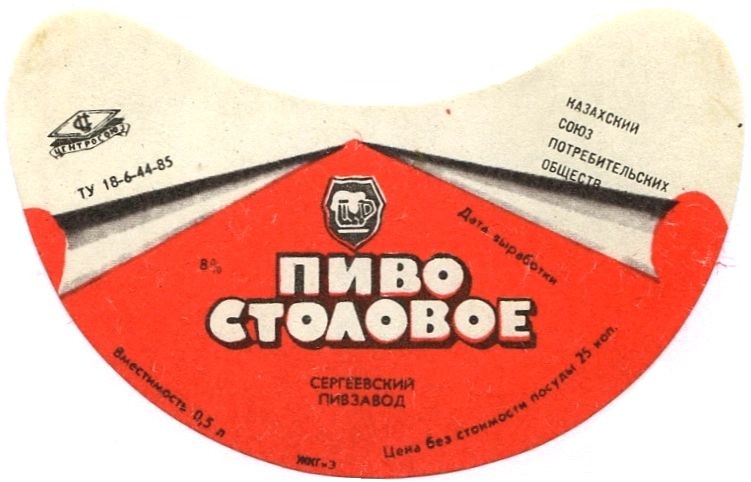 ЦЕНТРОСОЮЗ
ТУ 18-6-44-85
КАЗАХСКИЙ
СОЮЗ
ПОТРЕБИТЕЛЬСКИХ
ОБЩЕСТВ
Дата выработки
8%
ПИВО
СТОЛОВОЕ
СЕРГЕЕВСКИЙ
ПИВЗАВОД
Вместимость 0,5 л
Цена без стоимости посуды 25 коп.